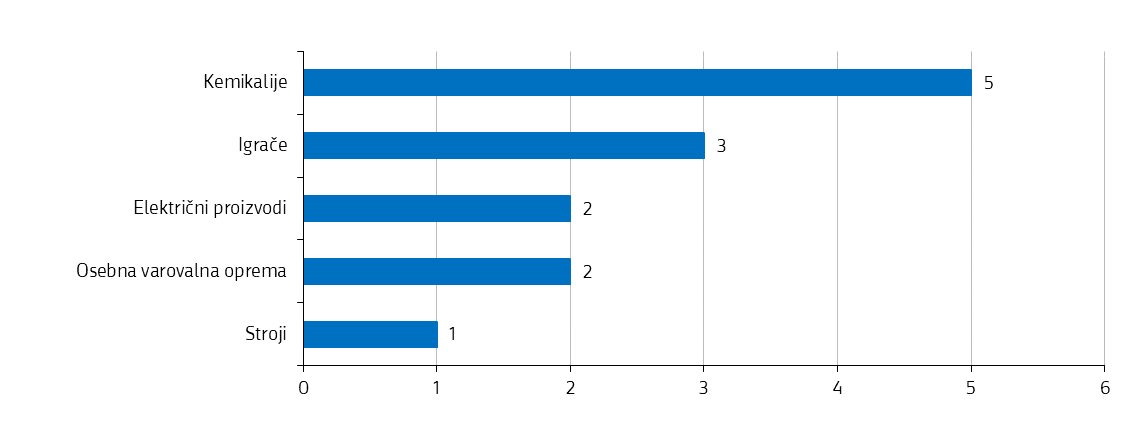 Kemikalije 5
Igrače 3
Električni proizvodi 2
Osebna varovalna oprema 2
Stroji 1
0 1 2 3 4 5 6